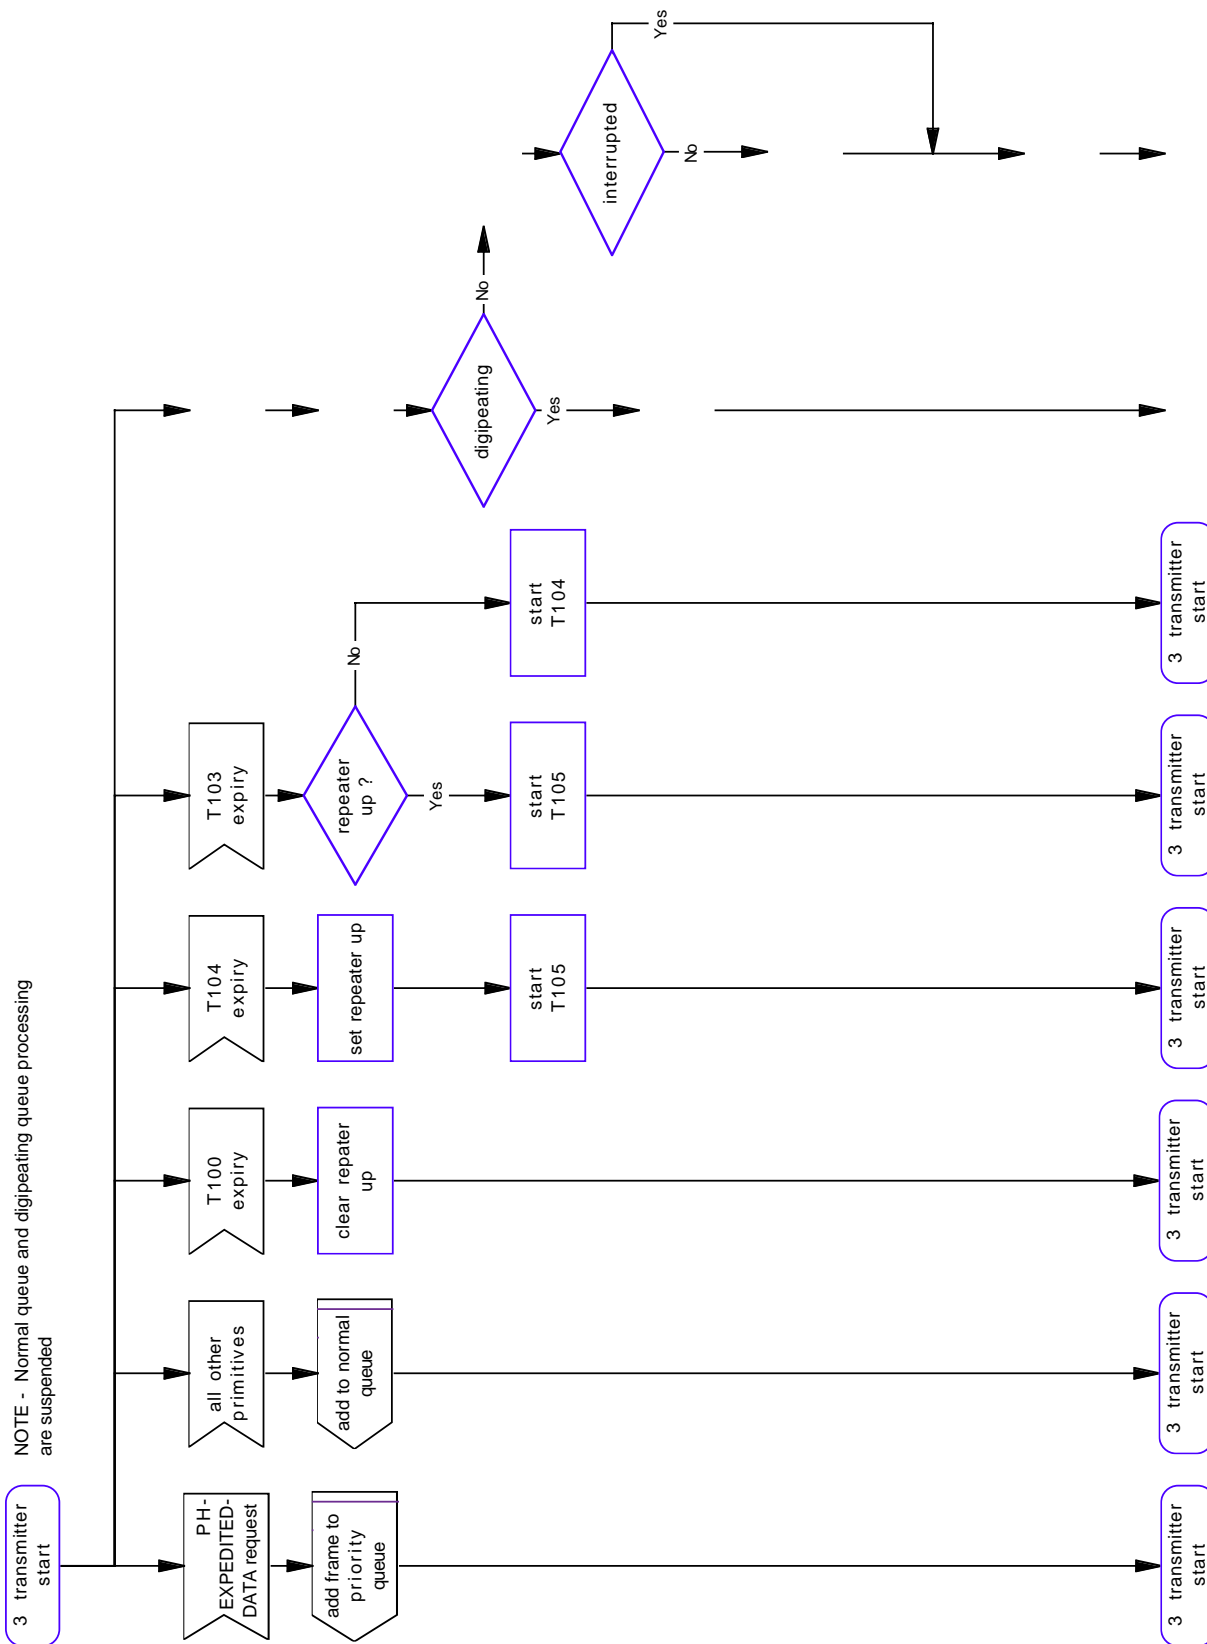 3 transmitter
start
NOTE - Normal queue and digipeating queue processing
are suspended
PH-
EXPEDITED-
DATA request
all other
primitives
T100
expiry
T104
expiry
T103
expiry
add frame to
priority
queue
add to normal
queue
clear repater
up
set repeater up
repeater
up ?
No
Yes
start
T105
start
T105
start
T104
digipeating
No
Yes
interrupted
Yes
No
3 transmitter
start
3 transmitter
start
3 transmitter
start
3 transmitter
start
3 transmitter
start
3 transmitter
start